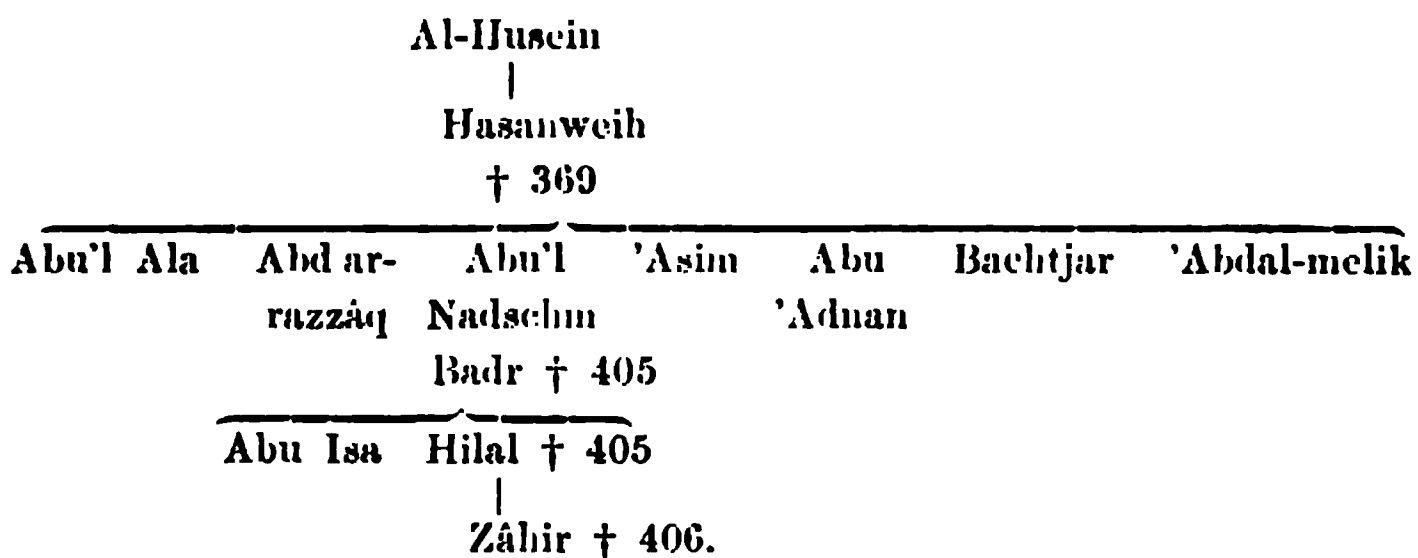 Al-Husein
Hasanweih
† 369
Abu'l Ala Abd ar- Abu'l 'Asim Abu Bachtjar 'Abdal-melik
razzâq Nadschm 'Adnan
Badr † 405
Abu Isa Hilal † 405
Zâhir † 406.